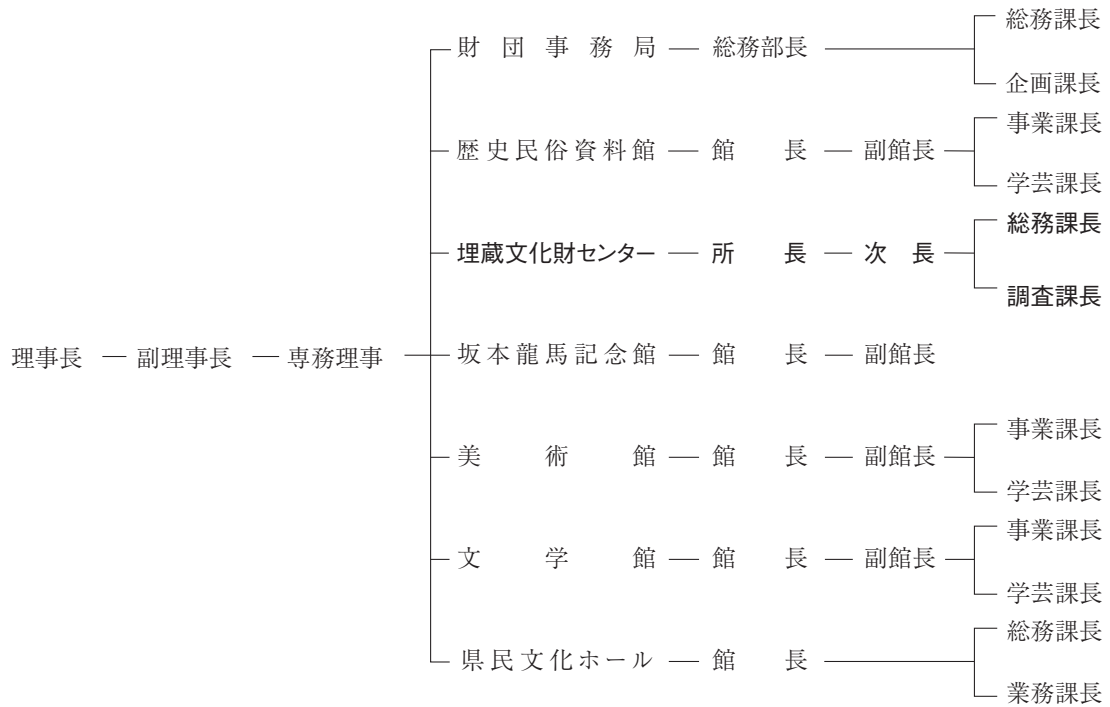 総務課長
財団事務局 — 総務部長
企画課長
事業課長
歴史民俗資料館 — 館長 — 副館長
学芸課長
総務課長
埋蔵文化財センター — 所長 — 次長
調査課長
理事長 — 副理事長 — 専務理事 — 坂本龍馬記念館 — 館長 — 副館長
事業課長
美術館 — 館長 — 副館長
学芸課長
事業課長
文学館 — 館長 — 副館長
学芸課長
総務課長
県民文化ホール — 館長
業務課長